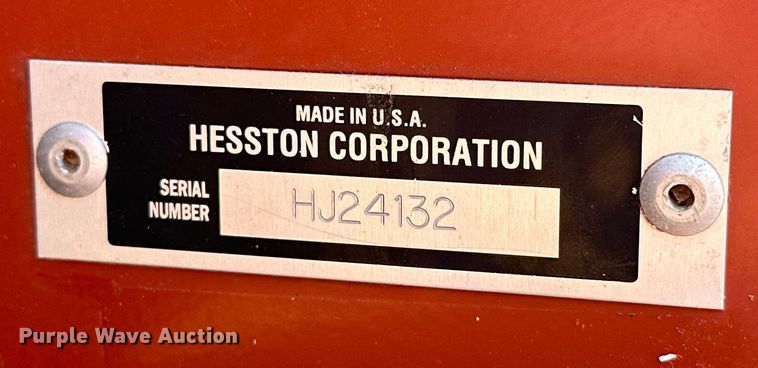 MADE IN U.S.A.
HESSTON CORPORATION
SERIAL
NUMBER
HJ24132
Purple Wave Auction